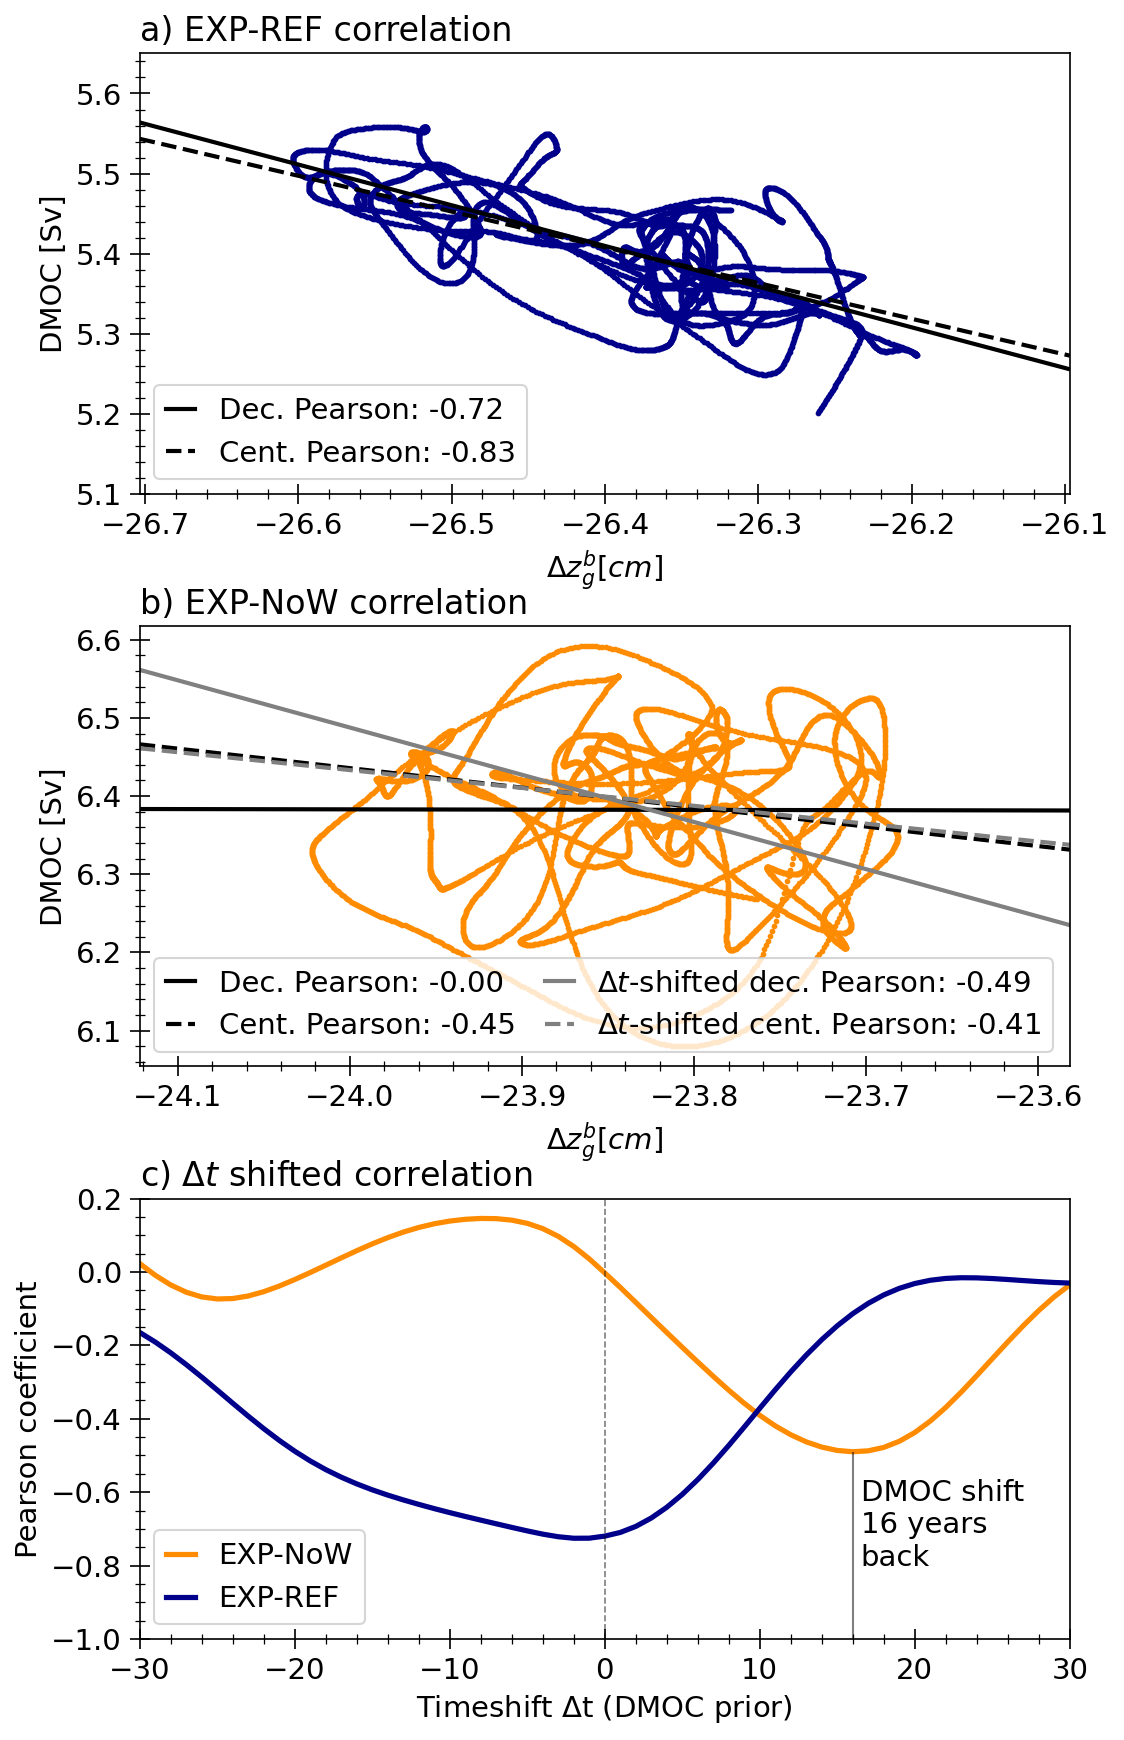 a) EXP-REF correlation
5.6
5.5
5.4
5.3
5.2
5.1
DMOC [Sv]
Dec. Pearson: -0.72
Cent. Pearson: -0.83
−26.7 −26.6 −26.5 −26.4 −26.3 −26.2 −26.1
Δz_g^b[cm]
b) EXP-NoW correlation
6.6
6.5
6.4
6.3
6.2
6.1
DMOC [Sv]
Dec. Pearson: -0.00
Cent. Pearson: -0.45
Δt-shifted dec. Pearson: -0.49
Δt-shifted cent. Pearson: -0.41
−24.1 −24.0 −23.9 −23.8 −23.7 −23.6
Δz_g^b[cm]
c) Δt shifted correlation
0.2
0.0
−0.2
−0.4
−0.6
−0.8
−1.0
Pearson coefficient
DMOC shift
16 years
back
EXP-NoW
EXP-REF
−30 −20 −10 0 10 20 30
Timeshift Δt (DMOC prior)